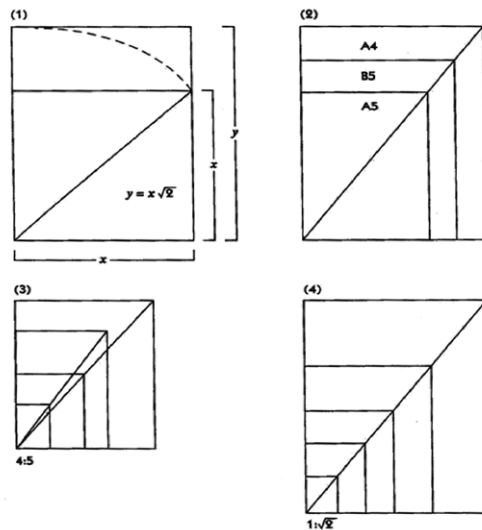 (1)
y
x
y = x √2
x
(2)
A4
B5
A5
(3)
4:5
(4)
1:√2